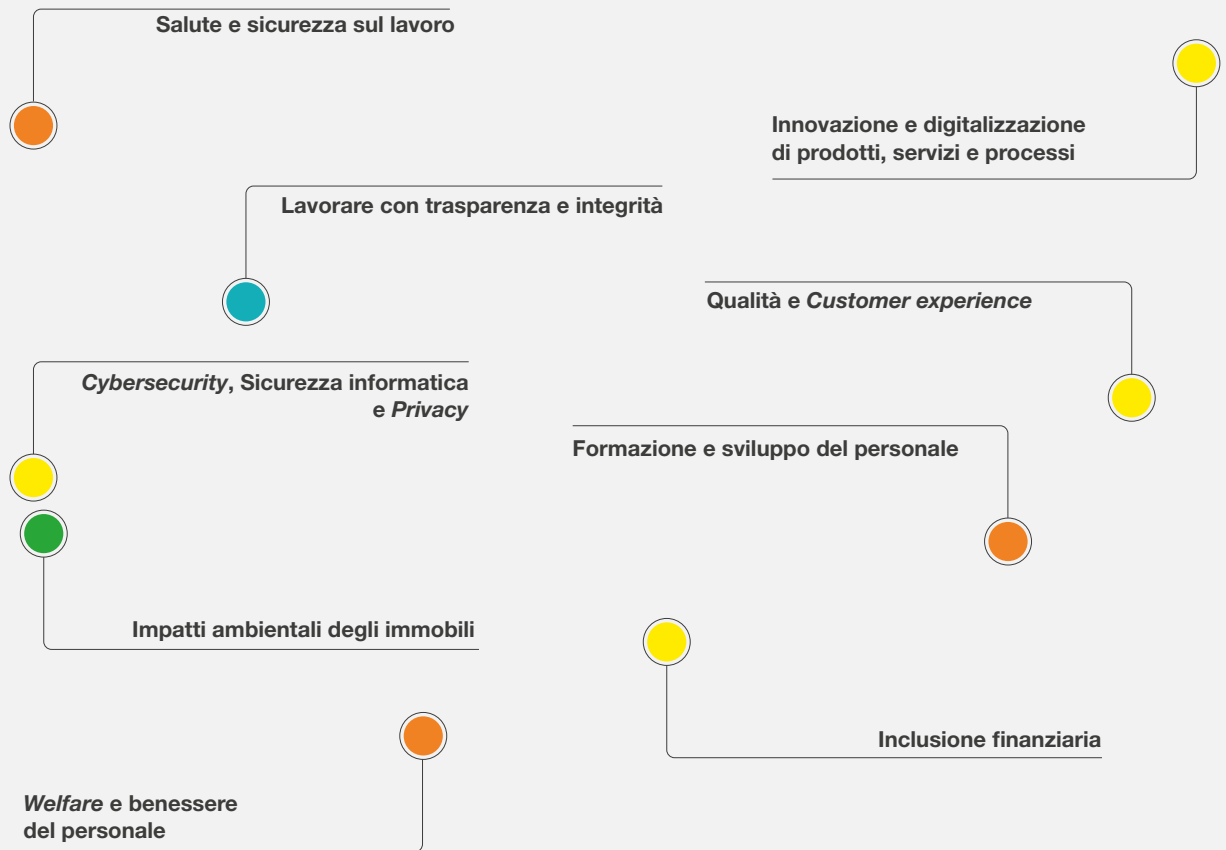 Salute e sicurezza sul lavoro
Innovazione e digitalizzazione
di prodotti, servizi e processi
Lavorare con trasparenza e integrità
Qualità e Customer experience
Cybersecurity, Sicurezza informatica
e Privacy
Formazione e sviluppo del personale
Impatti ambientali degli immobili
Inclusione finanziaria
Welfare e benessere
del personale